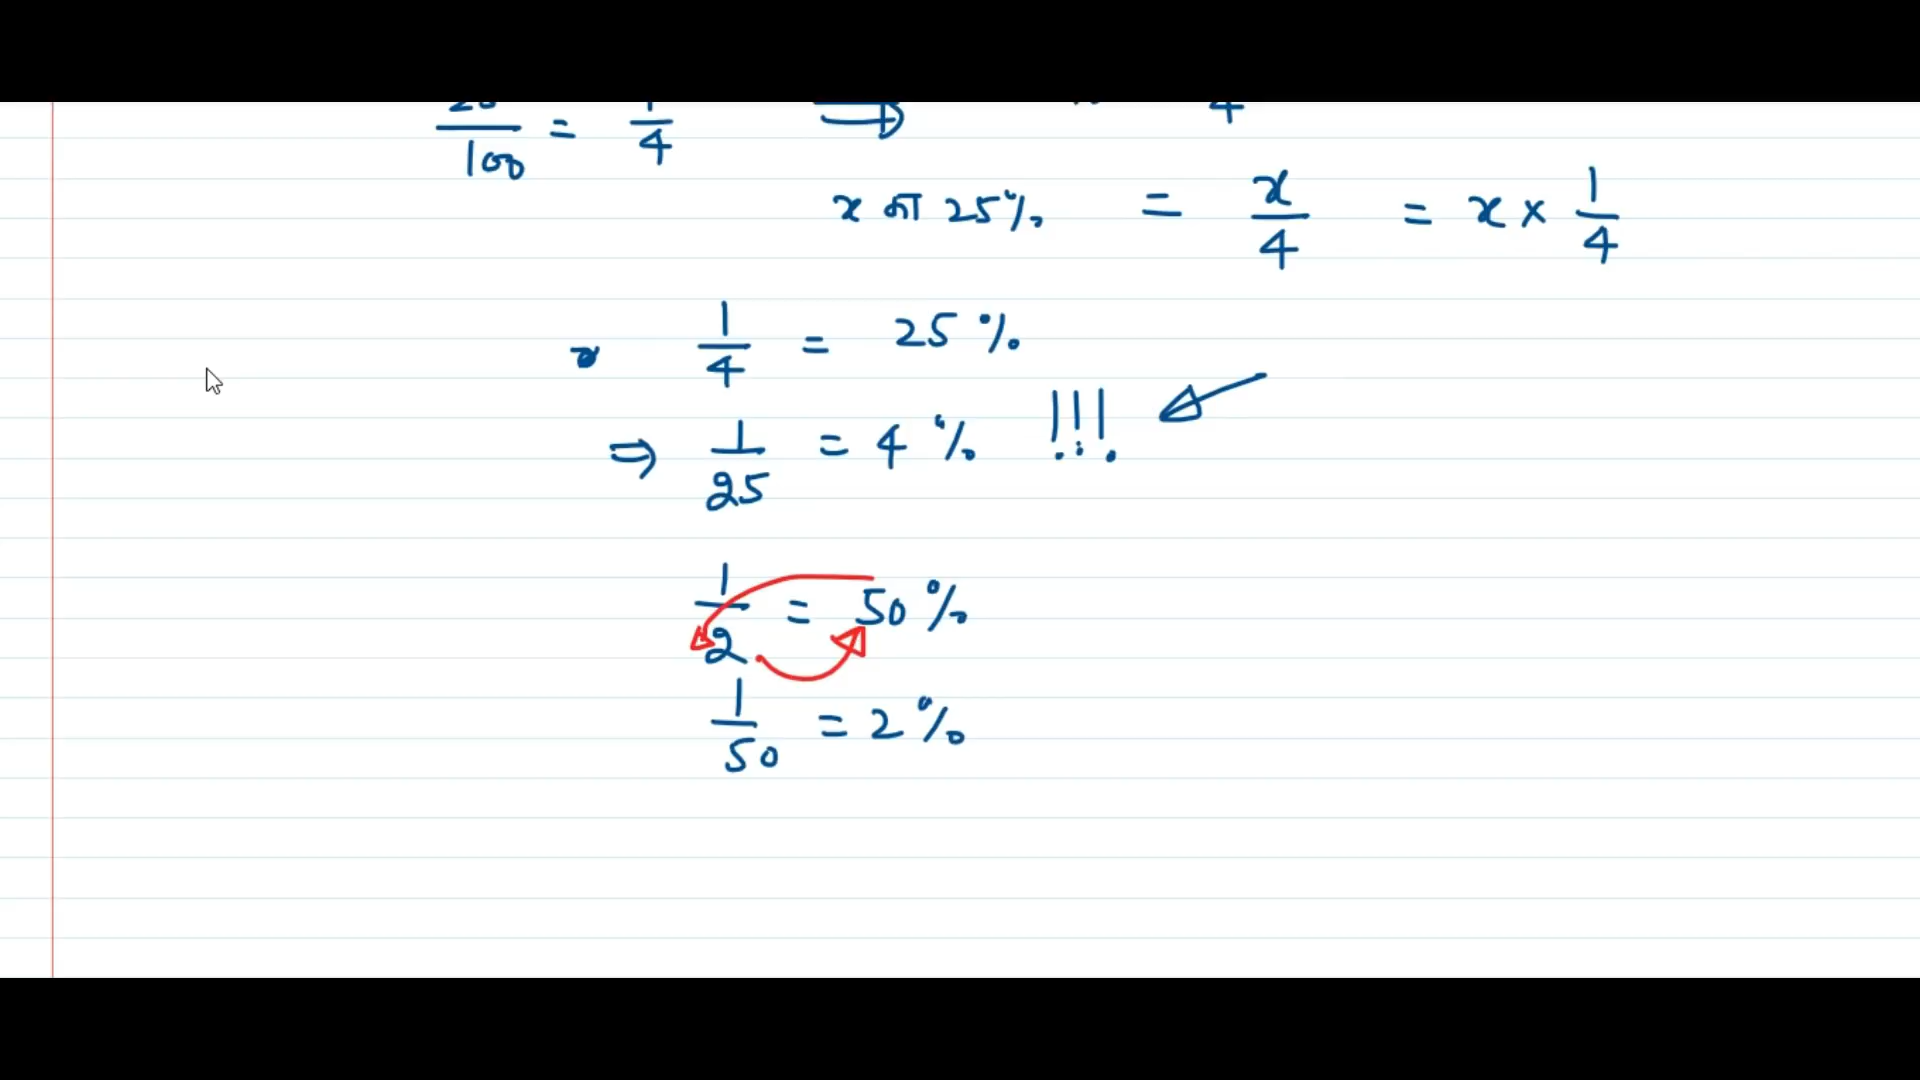 /100 = 1/4 ⇒ 4
x का 25% = x/4 = x × 1/4
1/4 = 25%
⇒ 1/25 = 4% !!!
1/2 = 50%
1/50 = 2%